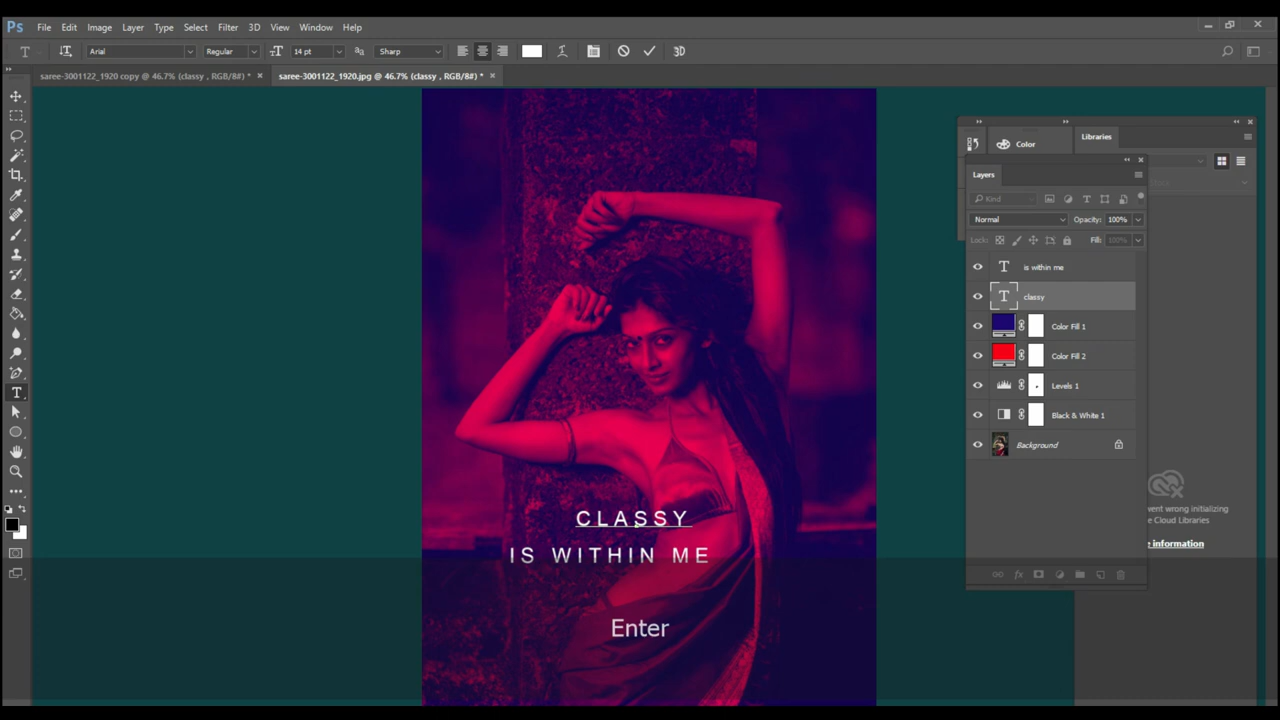 Ps File Edit Image Layer Type Select Filter 3D View Window Help
T Arial Regular 14 pt Sharp 3D
saree-3001122_1920 copy @ 46.7% (classy , RGB/8#) * × saree-3001122_1920.jpg @ 46.7% (classy , RGB/8#) * ×
Color Libraries
Layers
Kind
Normal Opacity: 100%
Lock: Fill: 100%
is within me
classy
Color Fill 1
Color Fill 2
Levels 1
Black & White 1
Background
went wrong initializing
e Cloud Libraries
e information
CLASSY
IS WITHIN ME
Enter